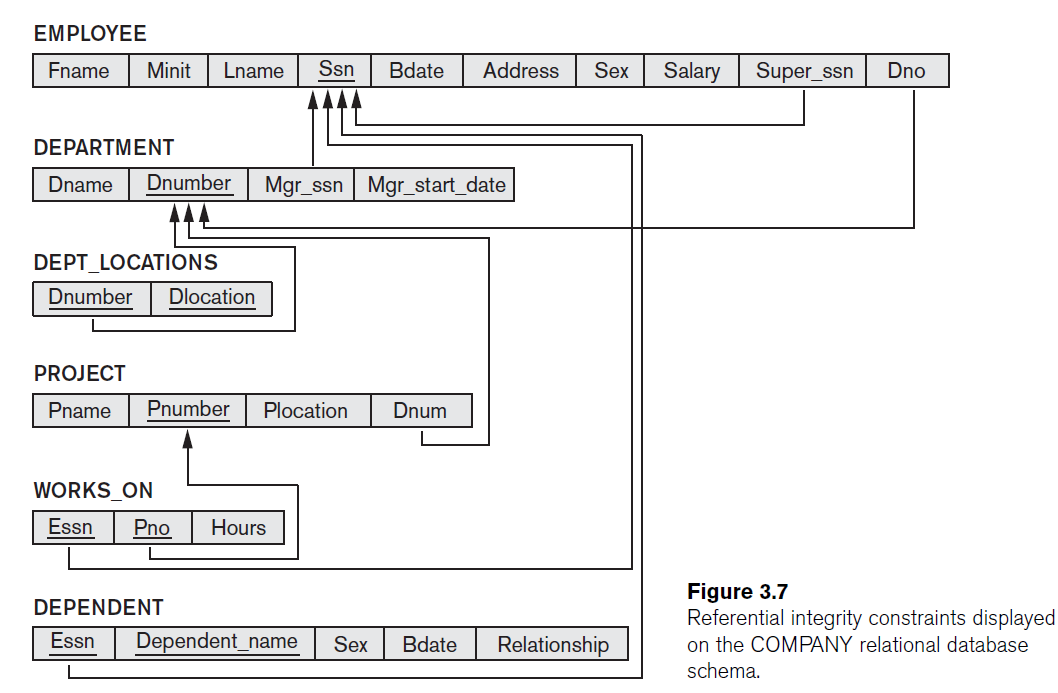 EMPLOYEE
Fname Minit Lname Ssn Bdate Address Sex Salary Super_ssn Dno
DEPARTMENT
Dname Dnumber Mgr_ssn Mgr_start_date
DEPT_LOCATIONS
Dnumber Dlocation
PROJECT
Pname Pnumber Plocation Dnum
WORKS_ON
Essn Pno Hours
DEPENDENT
Essn Dependent_name Sex Bdate Relationship
Figure 3.7
Referential integrity constraints displayed
on the COMPANY relational database
schema.